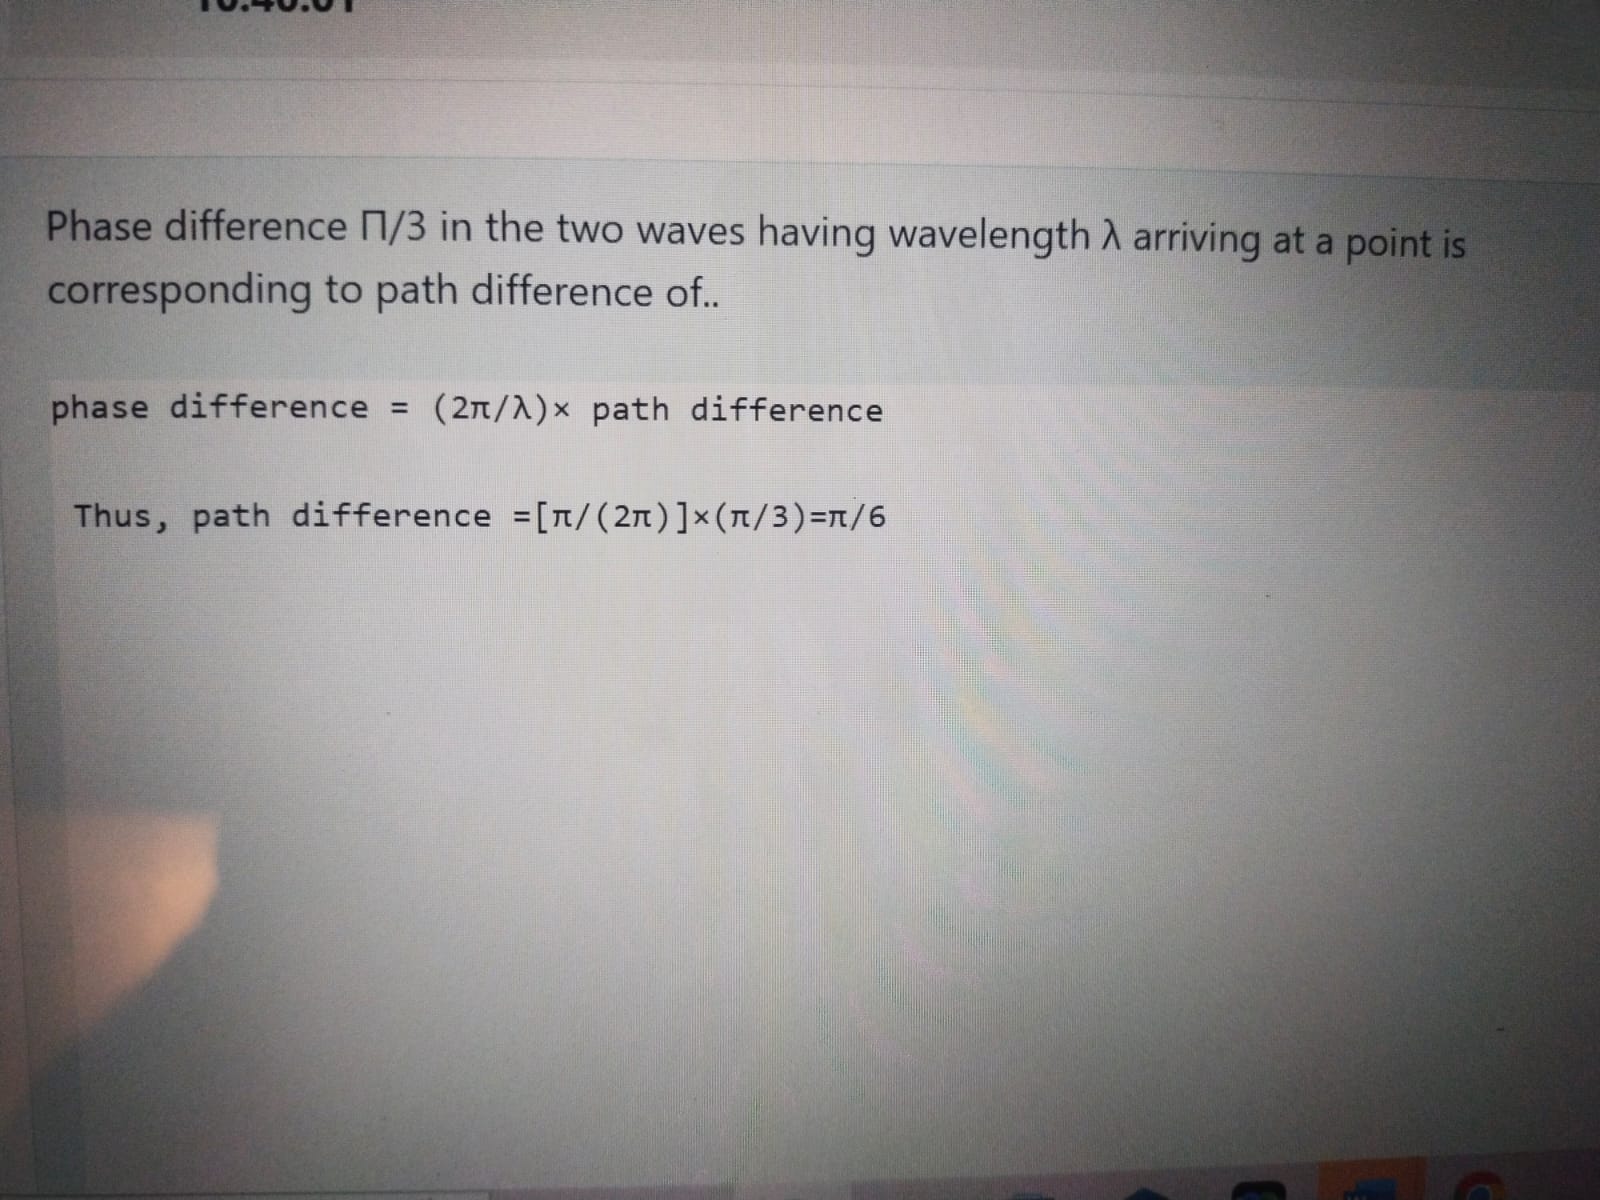 Phase difference Π/3 in the two waves having wavelength λ arriving at a point is
corresponding to path difference of..
phase difference = (2π/λ)× path difference
Thus, path difference =[π/(2π)]×(π/3)=π/6